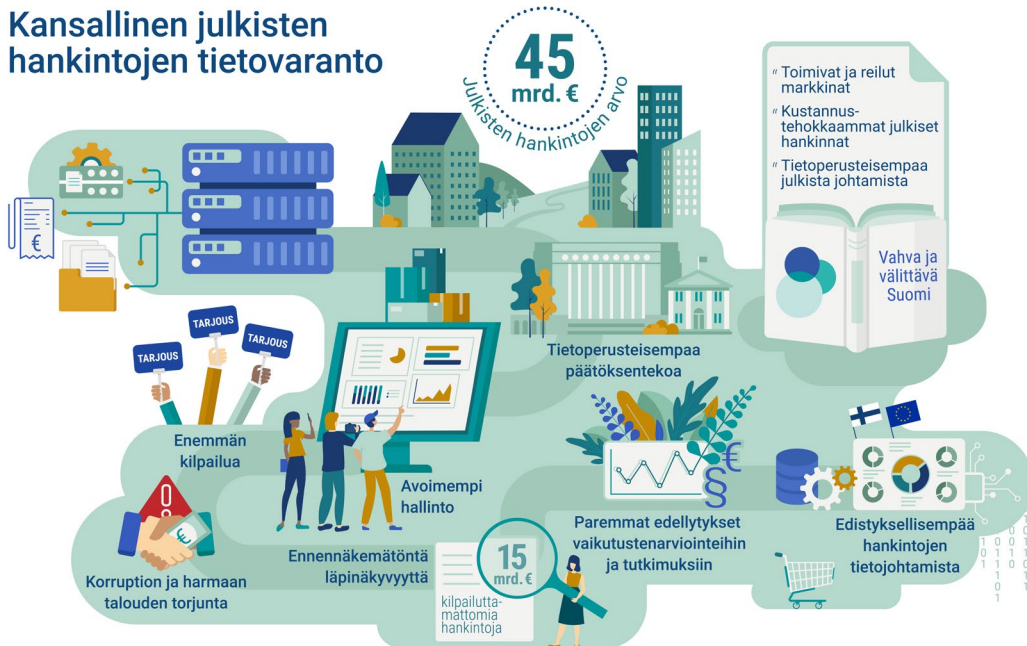 Kansallinen julkisten
hankintojen tietovaranto
45
mrd. €
Julkisten hankintojen arvo
" Toimivat ja reilut
markkinat
" Kustannus-
tehokkaammat julkiset
hankinnat
" Tietoperusteisempaa
julkista johtamista
Vahva ja
välittävä
Suomi
€
TARJOUS
TARJOUS
TARJOUS
Enemmän
kilpailua
Tietoperusteisempaa
päätöksentekoa
Avoimempi
hallinto
€
Korruption ja harmaan
talouden torjunta
Ennennäkemätöntä
läpinäkyvyyttä
15
mrd. €
kilpailutta-
mattomia
hankintoja
€
§
Paremmat edellytykset
vaikutustenarviointeihin
ja tutkimuksiin
Edistyksellisempää
hankintojen
tietojohtamista